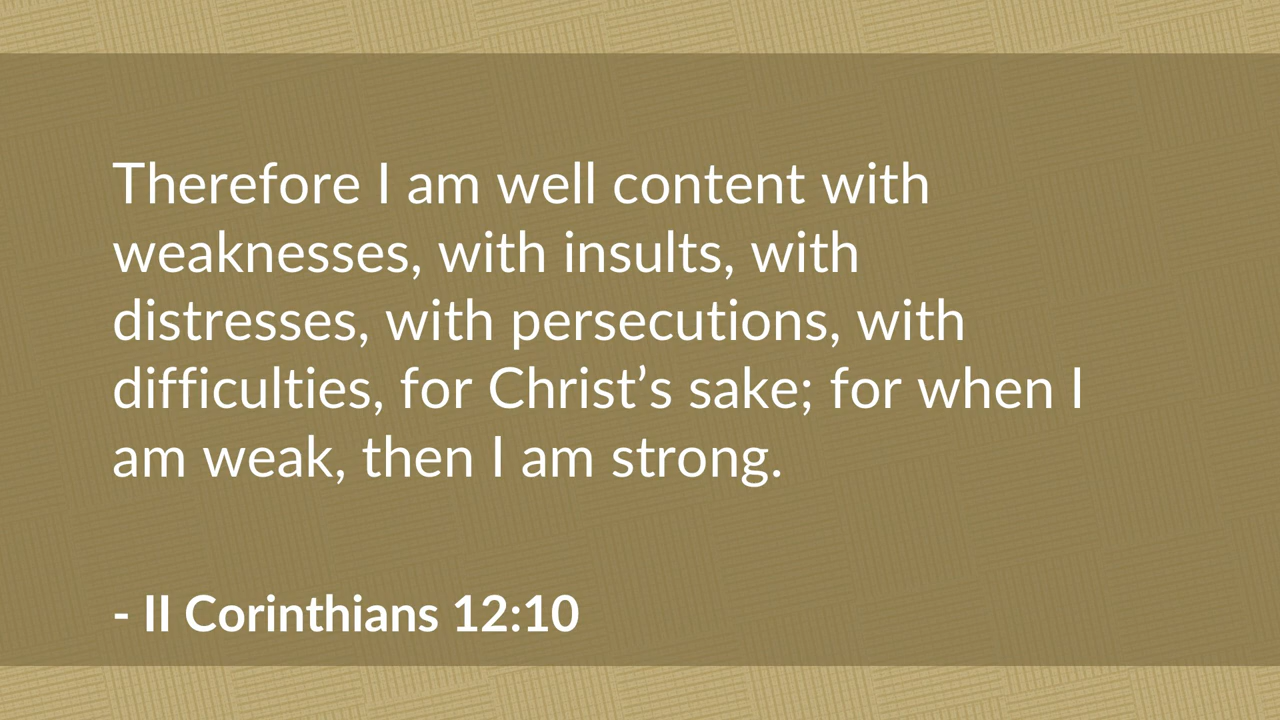 Therefore I am well content with
weaknesses, with insults, with
distresses, with persecutions, with
difficulties, for Christ’s sake; for when I
am weak, then I am strong.
- II Corinthians 12:10